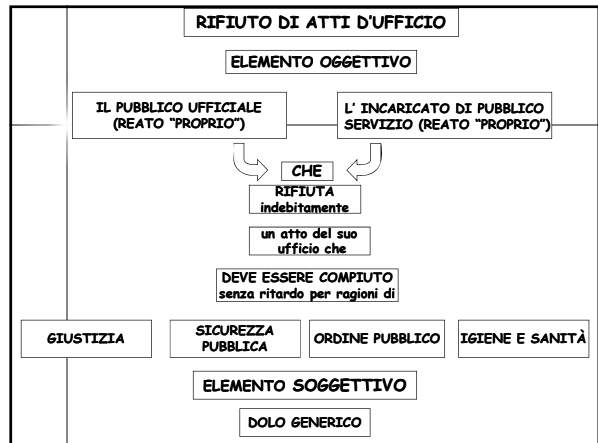 RIFIUTO DI ATTI D'UFFICIO
ELEMENTO OGGETTIVO
IL PUBBLICO UFFICIALE
(REATO "PROPRIO")
L' INCARICATO DI PUBBLICO
SERVIZIO (REATO "PROPRIO")
CHE
RIFIUTA
indebitamente
un atto del suo
ufficio che
DEVE ESSERE COMPIUTO
senza ritardo per ragioni di
GIUSTIZIA
SICUREZZA
PUBBLICA
ORDINE PUBBLICO
IGIENE E SANITÀ
ELEMENTO SOGGETTIVO
DOLO GENERICO